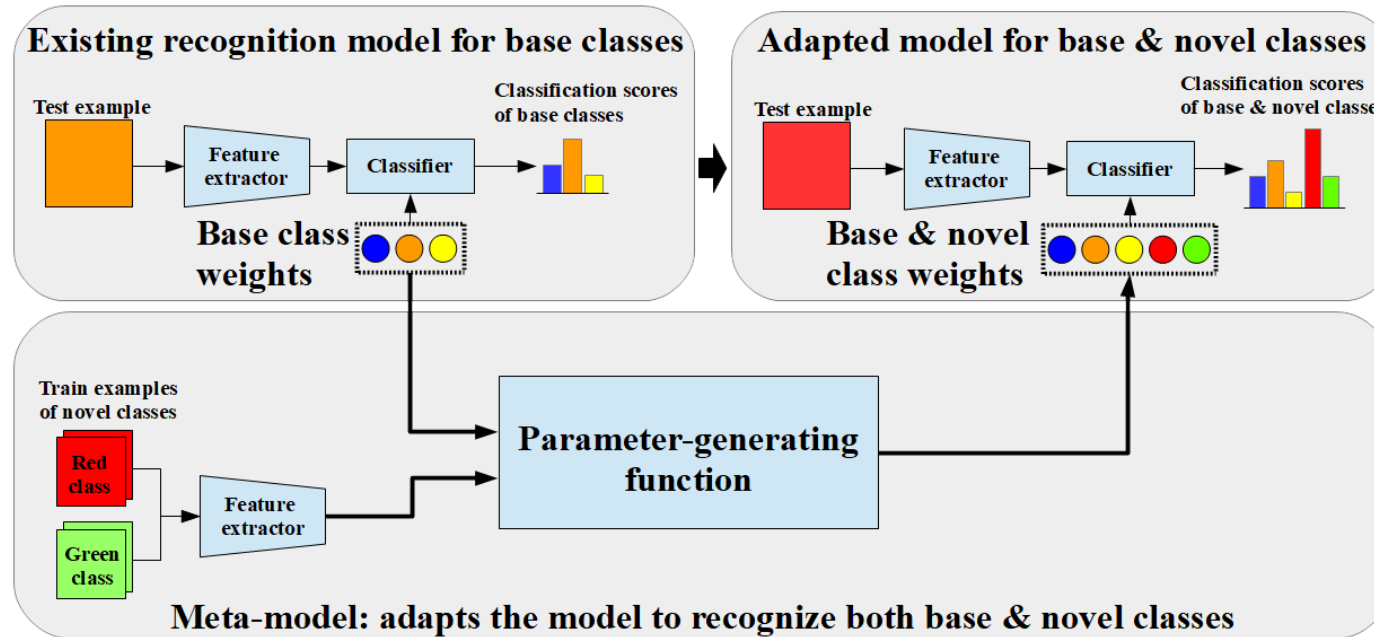 Existing recognition model for base classes
Test example
Feature
extractor
Classifier
Classification scores
of base classes
Base class
weights
Adapted model for base & novel classes
Test example
Feature
extractor
Classifier
Classification scores
of base & novel classe
Base & novel
class weights
Train examples
of novel classes
Red
class
Green
class
Feature
extractor
Parameter-generating
function
Meta-model: adapts the model to recognize both base & novel classes